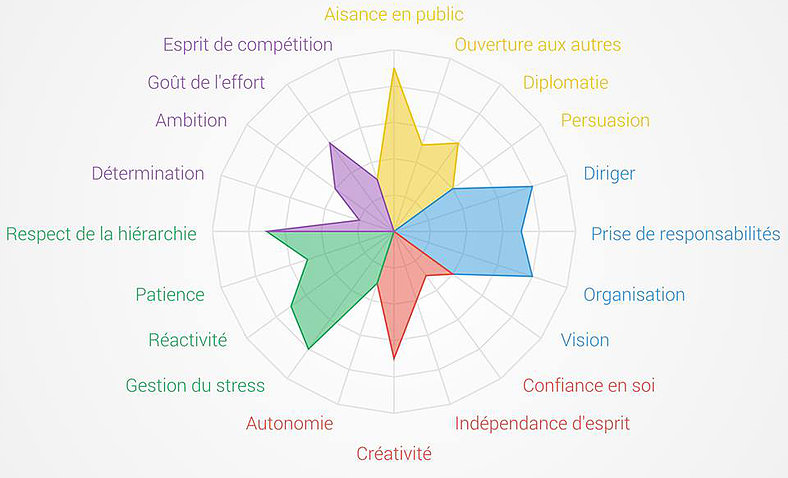 Aisance en public
Esprit de compétition
Ouverture aux autres
Goût de l'effort
Diplomatie
Ambition
Persuasion
Détermination
Diriger
Respect de la hiérarchie
Prise de responsabilités
Patience
Organisation
Réactivité
Vision
Gestion du stress
Confiance en soi
Autonomie
Indépendance d'esprit
Créativité